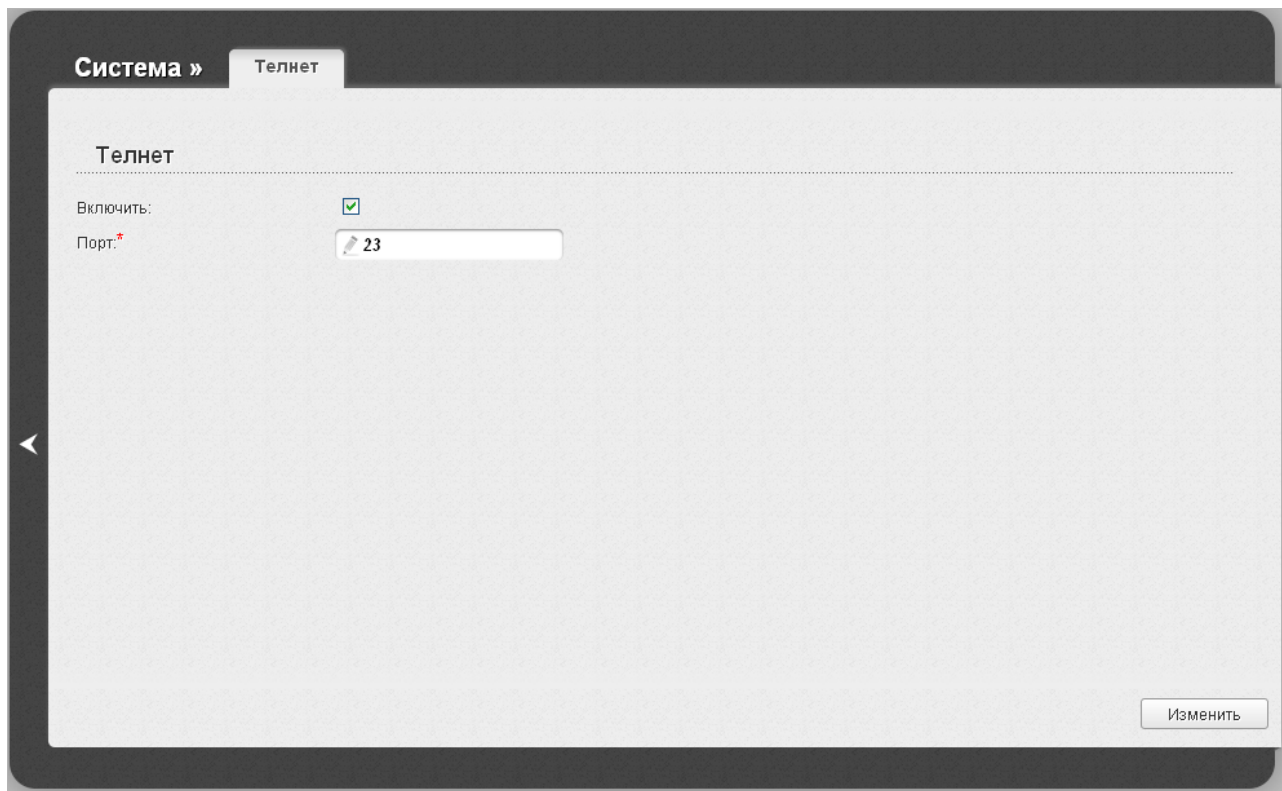 Система »
Телнет
Телнет
Включить:
Порт:*
23
Изменить